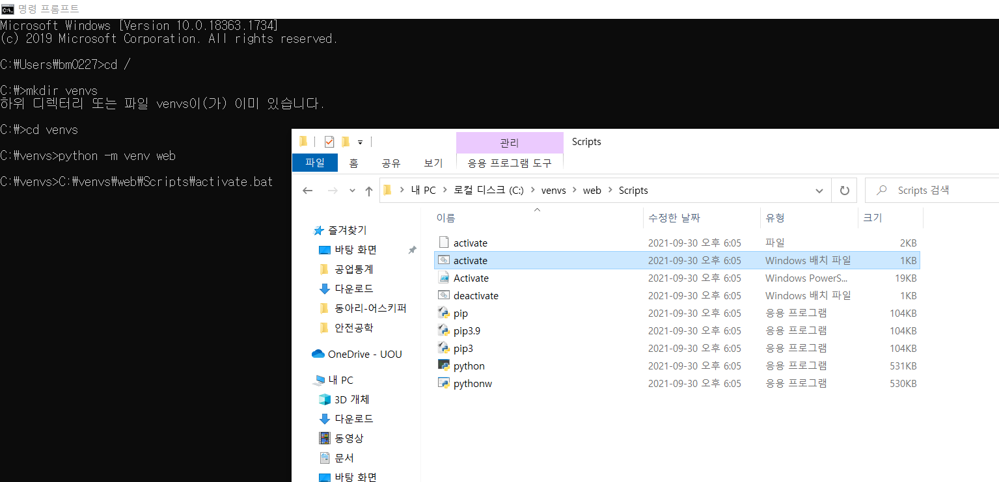 명령 프롬프트
Microsoft Windows [Version 10.0.18363.1734]
(c) 2019 Microsoft Corporation. All rights reserved.
C:₩Users₩bm0227>cd /
C:₩>mkdir venvs
하위 디렉터리 또는 파일 venvs이(가) 이미 있습니다.
C:₩>cd venvs
C:₩venvs>python -m venv web
C:₩venvs>C:₩venvs₩web₩Scripts₩activate.bat
관리 Scripts
파일 홈 공유 보기 응용 프로그램 도구
내 PC 로컬 디스크 (C:) venvs web Scripts Scripts 검색
즐겨찾기
바탕 화면
공업통계
다운로드
동아리-어스키퍼
안전공학
OneDrive - UOU
내 PC
3D 개체
다운로드
동영상
문서
바탕 화면
이름 수정한 날짜 유형 크기
activate 2021-09-30 오후 6:05 파일 2KB
activate 2021-09-30 오후 6:05 Windows 배치 파일 1KB
Activate 2021-09-30 오후 6:05 Windows PowerS... 19KB
deactivate 2021-09-30 오후 6:05 Windows 배치 파일 1KB
pip 2021-09-30 오후 6:05 응용 프로그램 104KB
pip3.9 2021-09-30 오후 6:05 응용 프로그램 104KB
pip3 2021-09-30 오후 6:05 응용 프로그램 104KB
python 2021-09-30 오후 6:05 응용 프로그램 531KB
pythonw 2021-09-30 오후 6:05 응용 프로그램 530KB